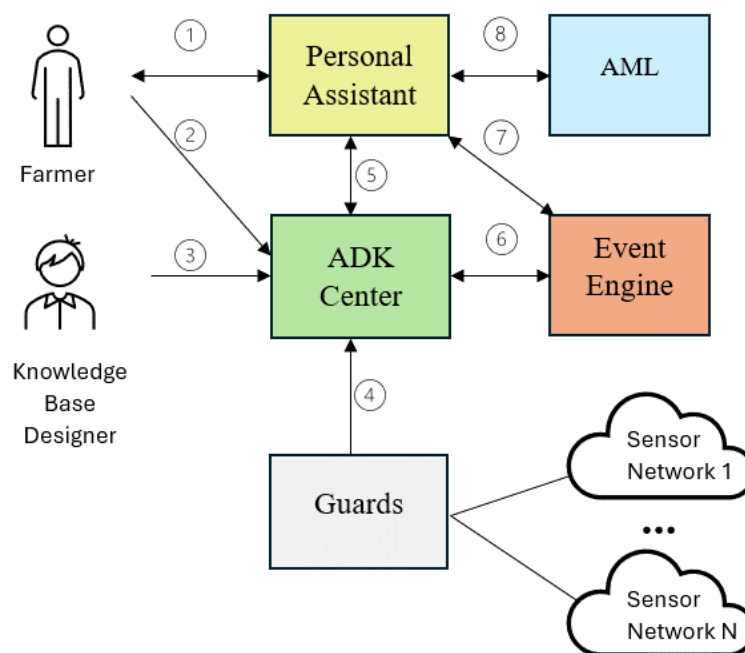 1
8
Personal
Assistant
AML
2
7
Farmer
5
3
ADK
Center
6
Event
Engine
Knowledge
Base
Designer
4
Guards
Sensor
Network 1
...
Sensor
Network N